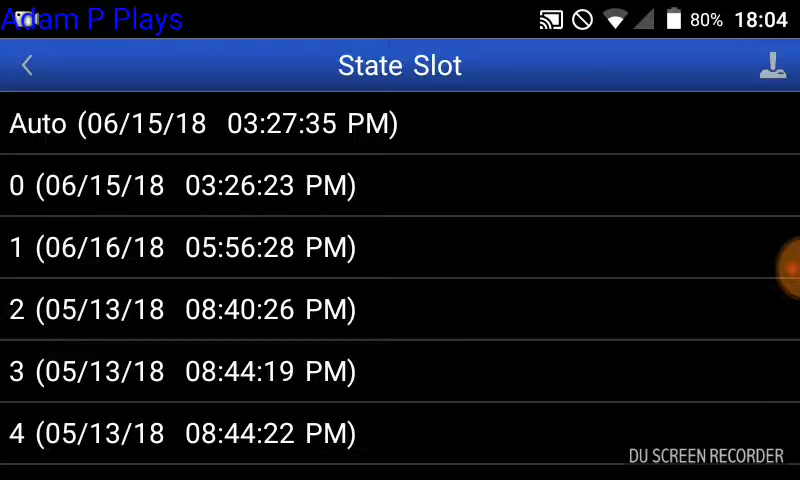 Adam P Plays
80% 18:04
State Slot
Auto (06/15/18 03:27:35 PM)
0 (06/15/18 03:26:23 PM)
1 (06/16/18 05:56:28 PM)
2 (05/13/18 08:40:26 PM)
3 (05/13/18 08:44:19 PM)
4 (05/13/18 08:44:22 PM)
DU SCREEN RECORDER